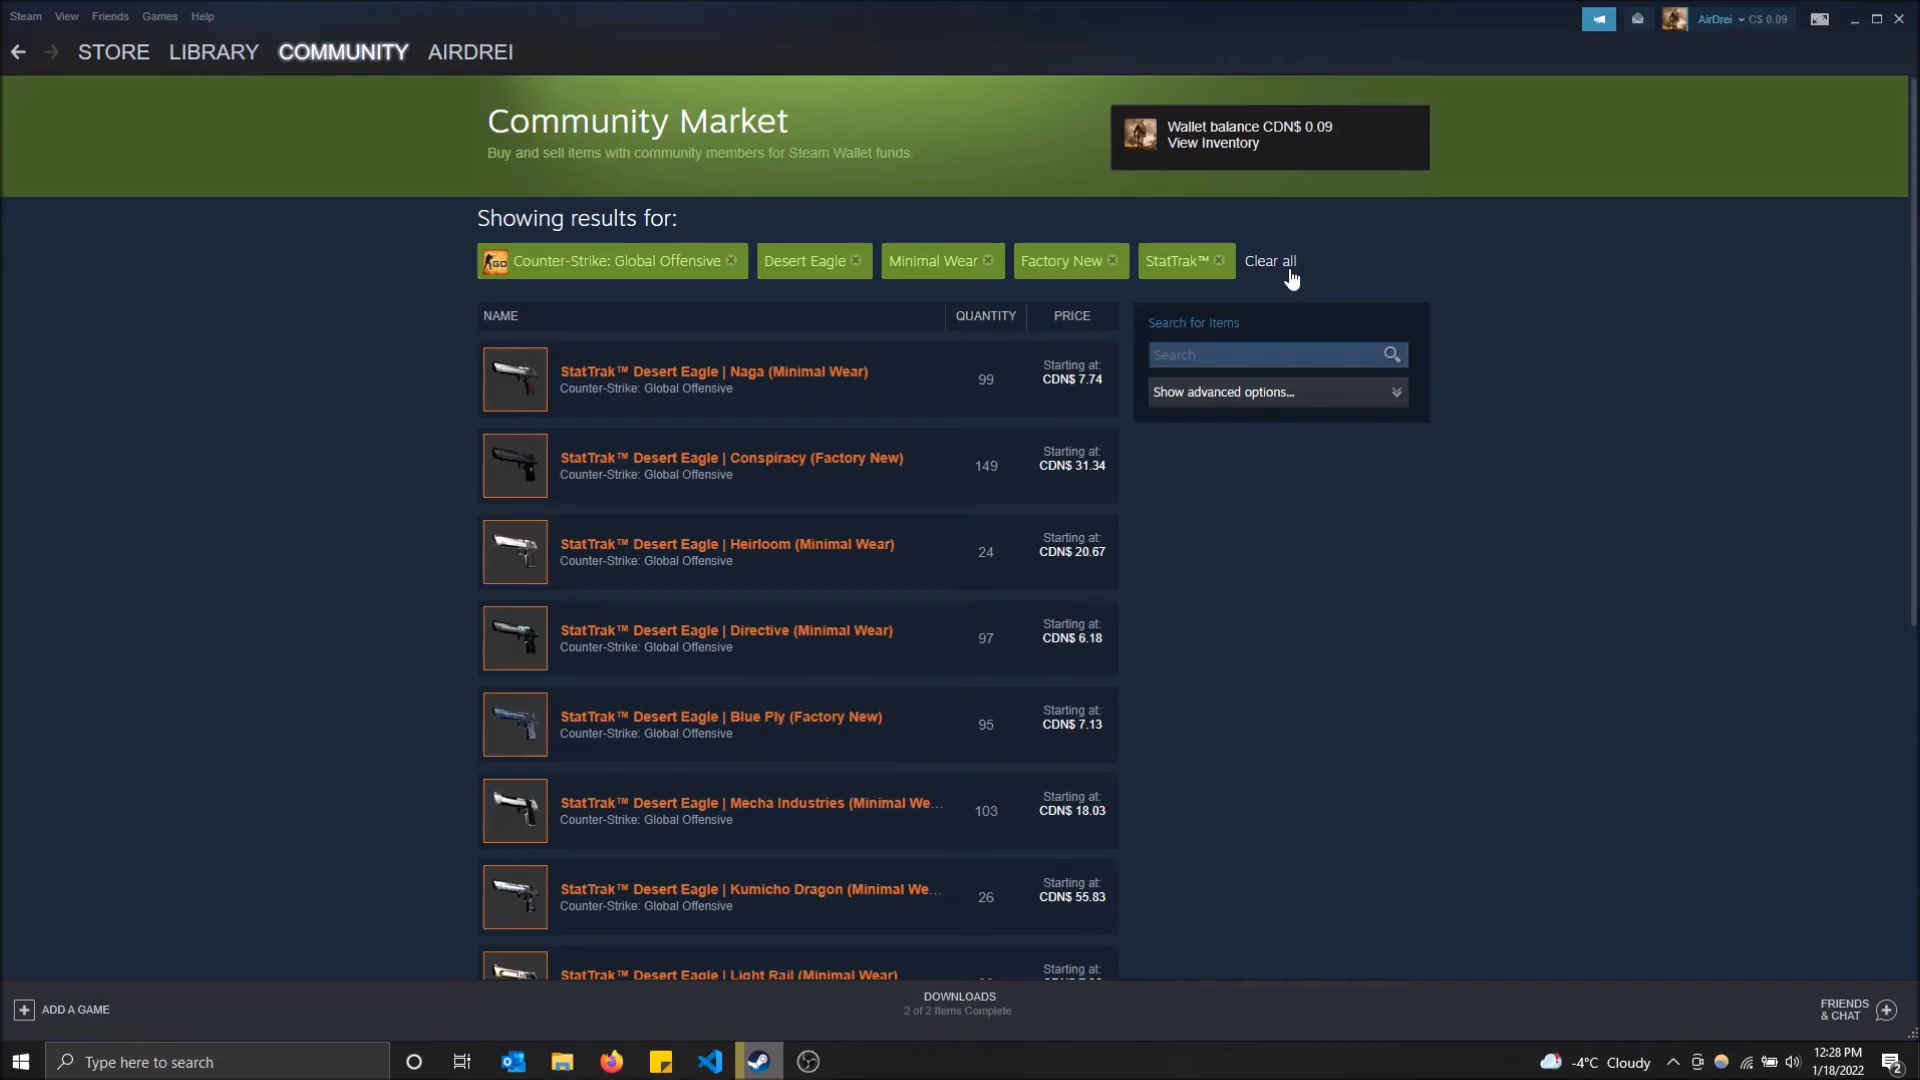 Steam View Friends Games Help
AirDrei C$ 0.09
STORE LIBRARY COMMUNITY AIRDREI
Community Market
Buy and sell items with community members for Steam Wallet funds.
Wallet balance CDN$ 0.09
View Inventory
Showing results for:
Counter-Strike: Global Offensive Desert Eagle Minimal Wear Factory New StatTrak™ Clear all
NAME QUANTITY PRICE
StatTrak™ Desert Eagle | Naga (Minimal Wear)
Counter-Strike: Global Offensive
99
Starting at:
CDN$ 7.74
StatTrak™ Desert Eagle | Conspiracy (Factory New)
Counter-Strike: Global Offensive
149
Starting at:
CDN$ 31.34
StatTrak™ Desert Eagle | Heirloom (Minimal Wear)
Counter-Strike: Global Offensive
24
Starting at:
CDN$ 20.67
StatTrak™ Desert Eagle | Directive (Minimal Wear)
Counter-Strike: Global Offensive
97
Starting at:
CDN$ 6.18
StatTrak™ Desert Eagle | Blue Ply (Factory New)
Counter-Strike: Global Offensive
95
Starting at:
CDN$ 7.13
StatTrak™ Desert Eagle | Mecha Industries (Minimal We...
Counter-Strike: Global Offensive
103
Starting at:
CDN$ 18.03
StatTrak™ Desert Eagle | Kumicho Dragon (Minimal We...
Counter-Strike: Global Offensive
26
Starting at:
CDN$ 55.83
StatTrak™ Desert Eagle | Light Rail (Minimal Wear)
Starting at:
Search for Items
Search
Show advanced options...
ADD A GAME
DOWNLOADS
2 of 2 Items Complete
FRIENDS
& CHAT
Type here to search
-4°C Cloudy
12:28 PM
1/18/2022
2